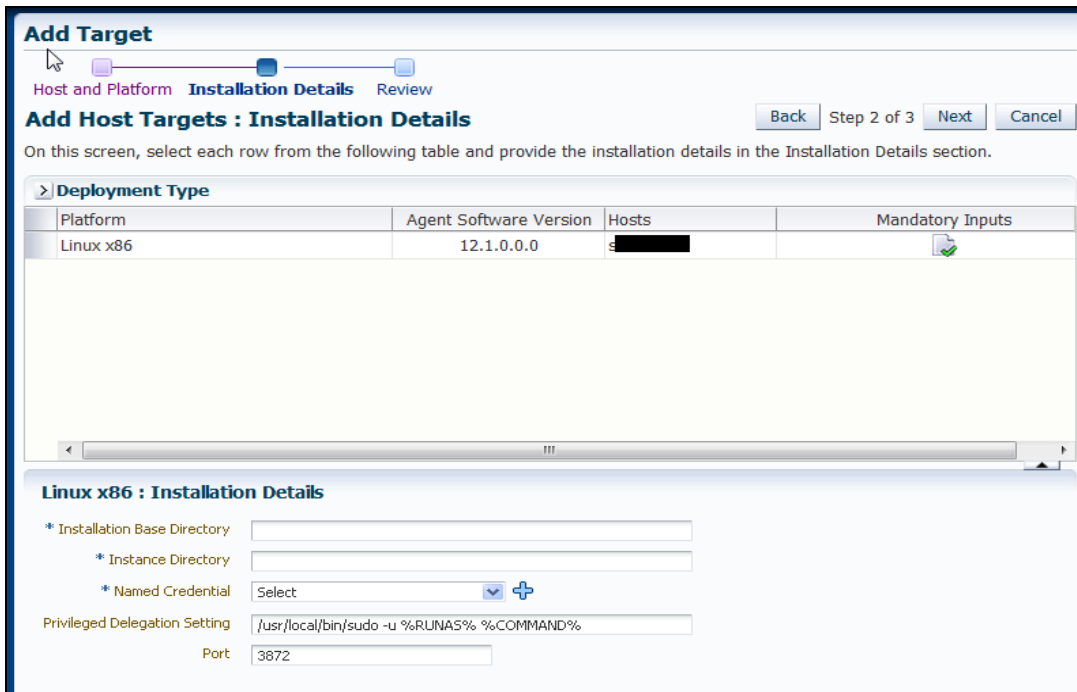 Add Target
Host and Platform Installation Details Review
Add Host Targets : Installation Details
Back Step 2 of 3 Next Cancel
On this screen, select each row from the following table and provide the installation details in the Installation Details section.
Deployment Type
Platform Agent Software Version Hosts Mandatory Inputs
Linux x86 12.1.0.0.0 s
Linux x86 : Installation Details
* Installation Base Directory
* Instance Directory
* Named Credential Select
Privileged Delegation Setting /usr/local/bin/sudo -u %RUNAS% %COMMAND%
Port 3872